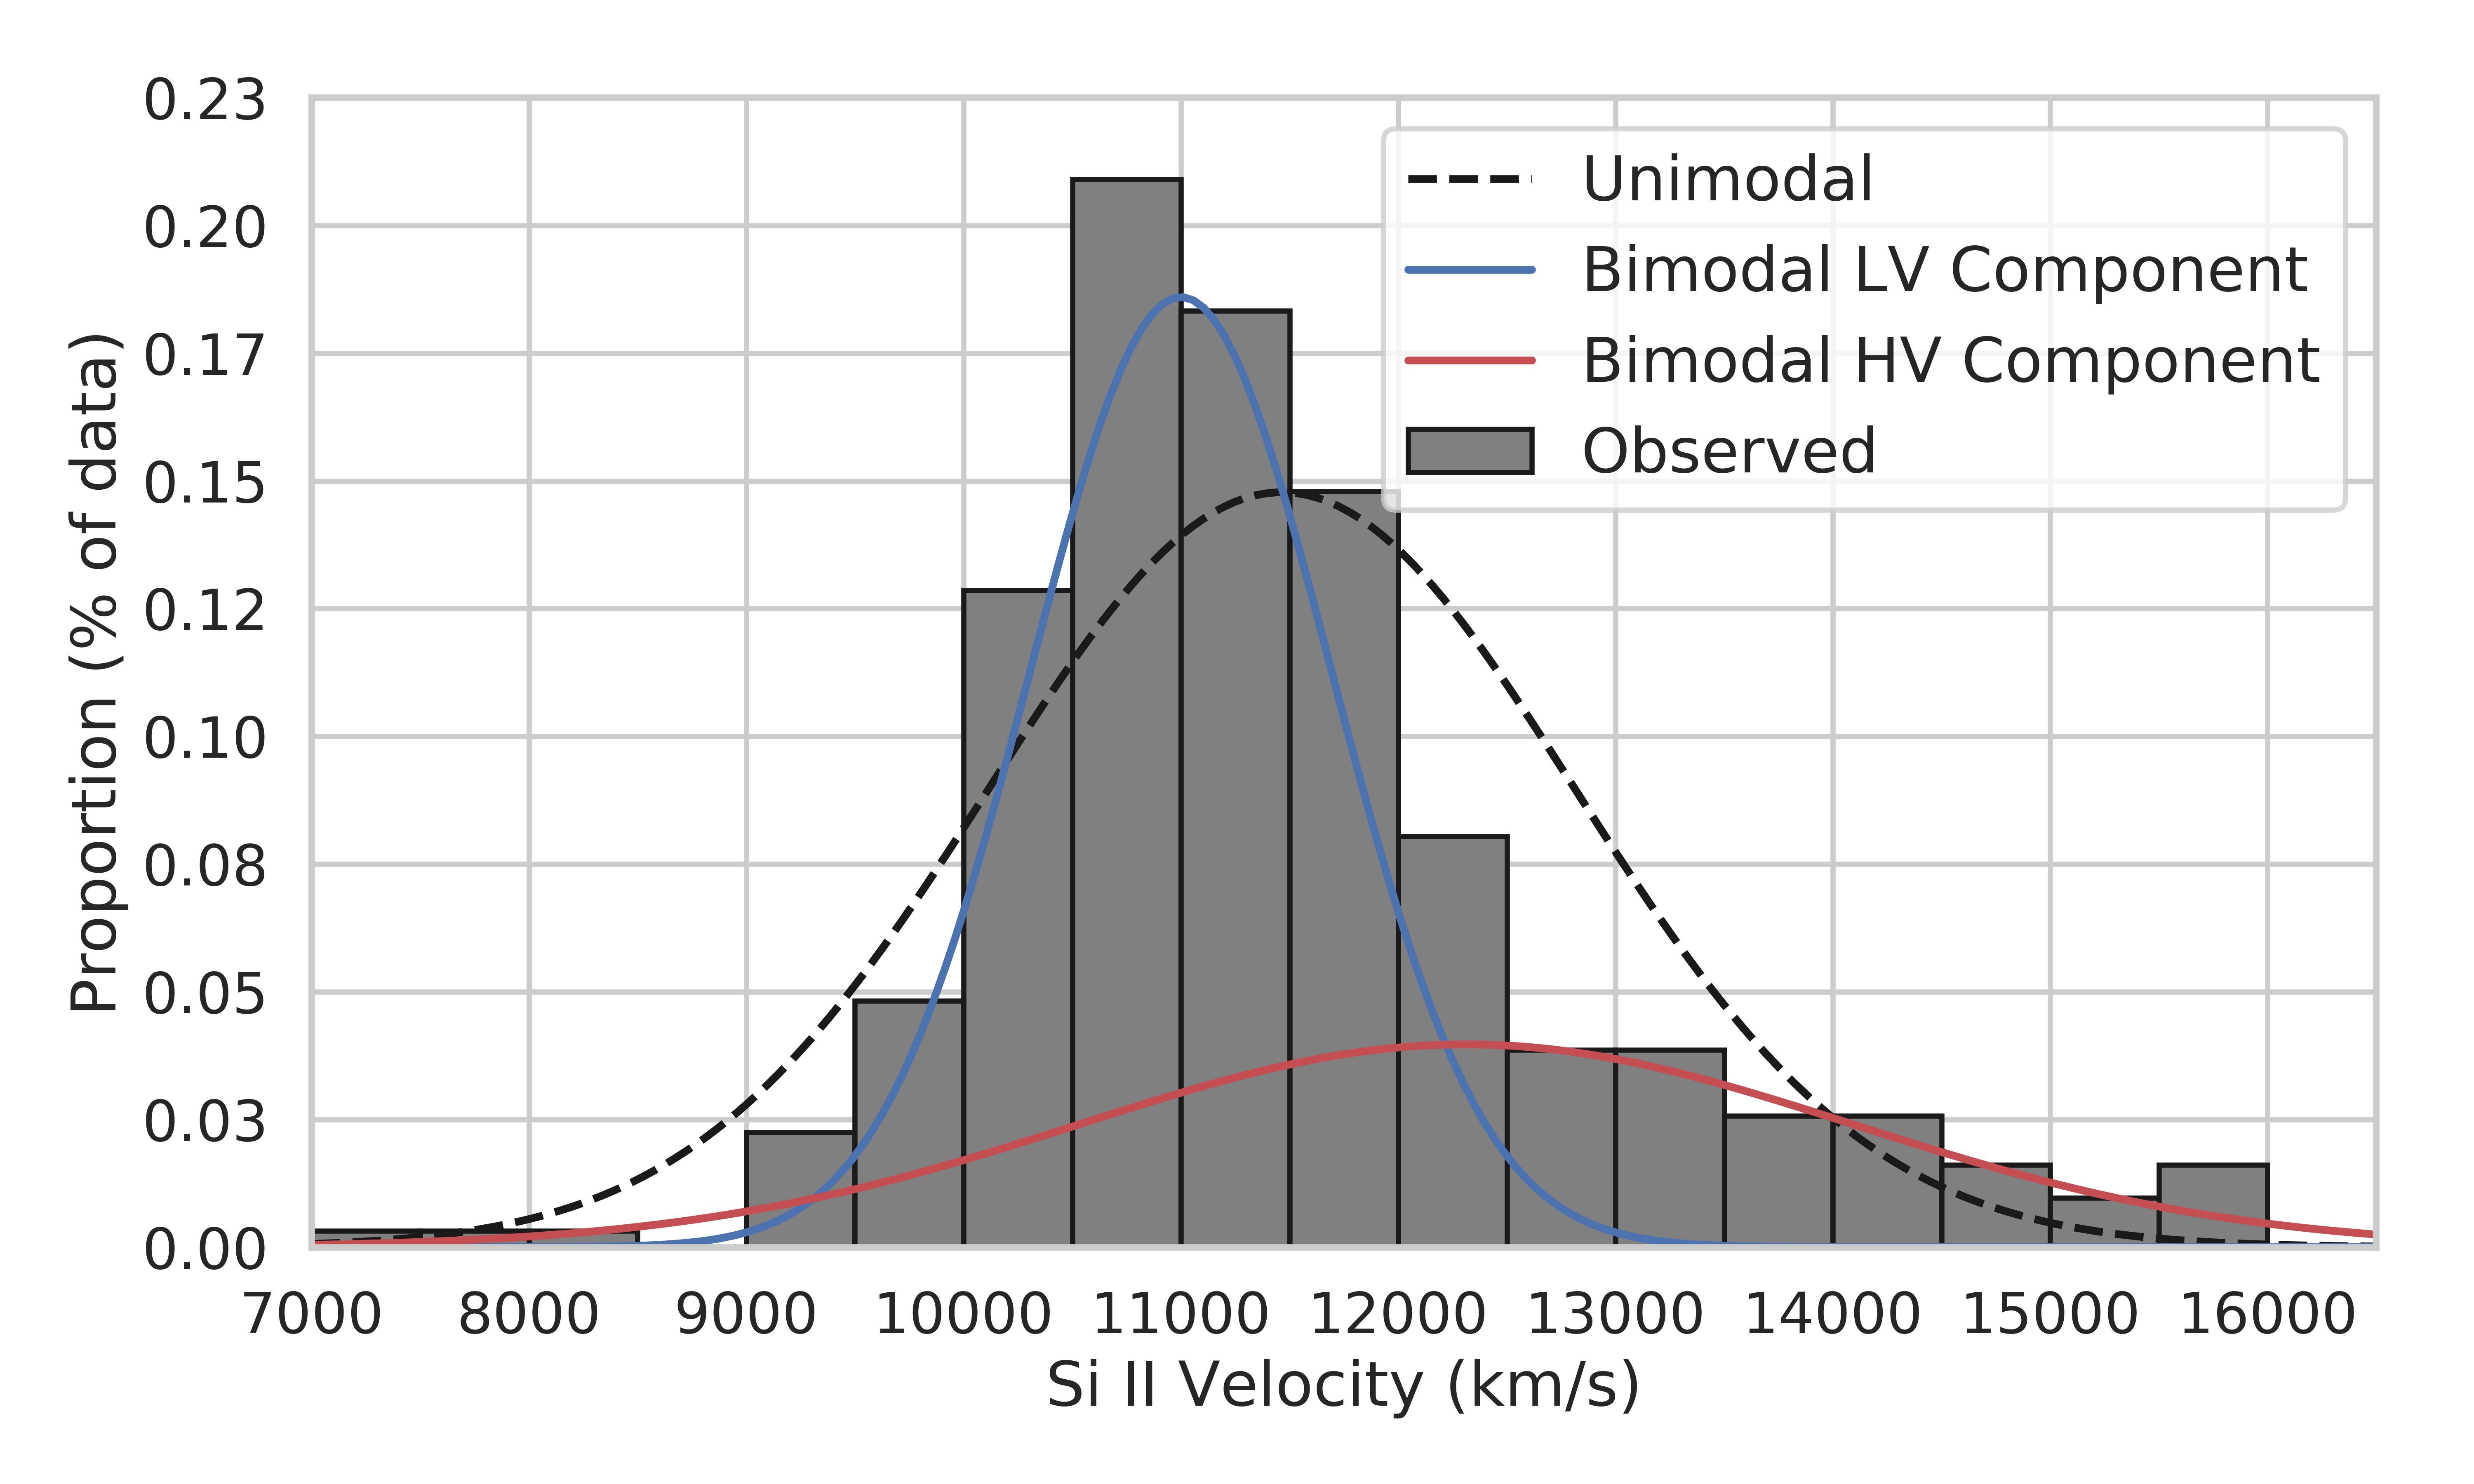 0.23
0.20
0.17
0.15
0.12
0.10
0.08
0.05
0.03
0.00
Proportion (% of data)
Unimodal
Bimodal LV Component
Bimodal HV Component
Observed
7000 8000 9000 10000 11000 12000 13000 14000 15000 16000
Si II Velocity (km/s)